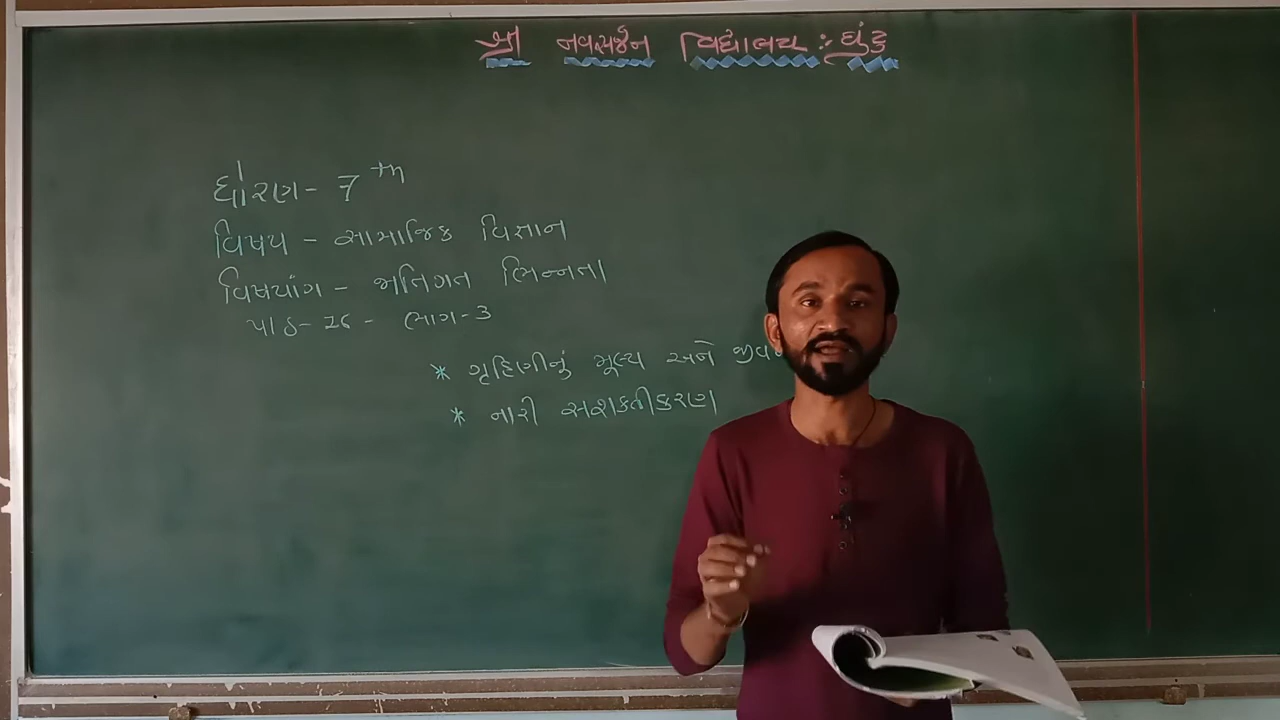 શ્રી નવસર્જન વિદ્યાલય : ઘુંટુ
ધોરણ - 7th
વિષય - સામાજિક વિજ્ઞાન
વિષયાંગ - જાતિગત ભિન્નતા
પાઠ - 16 - ભાગ - 3
* ગૃહિણીનું મૂલ્ય અને
* નારી સશક્તીકરણ